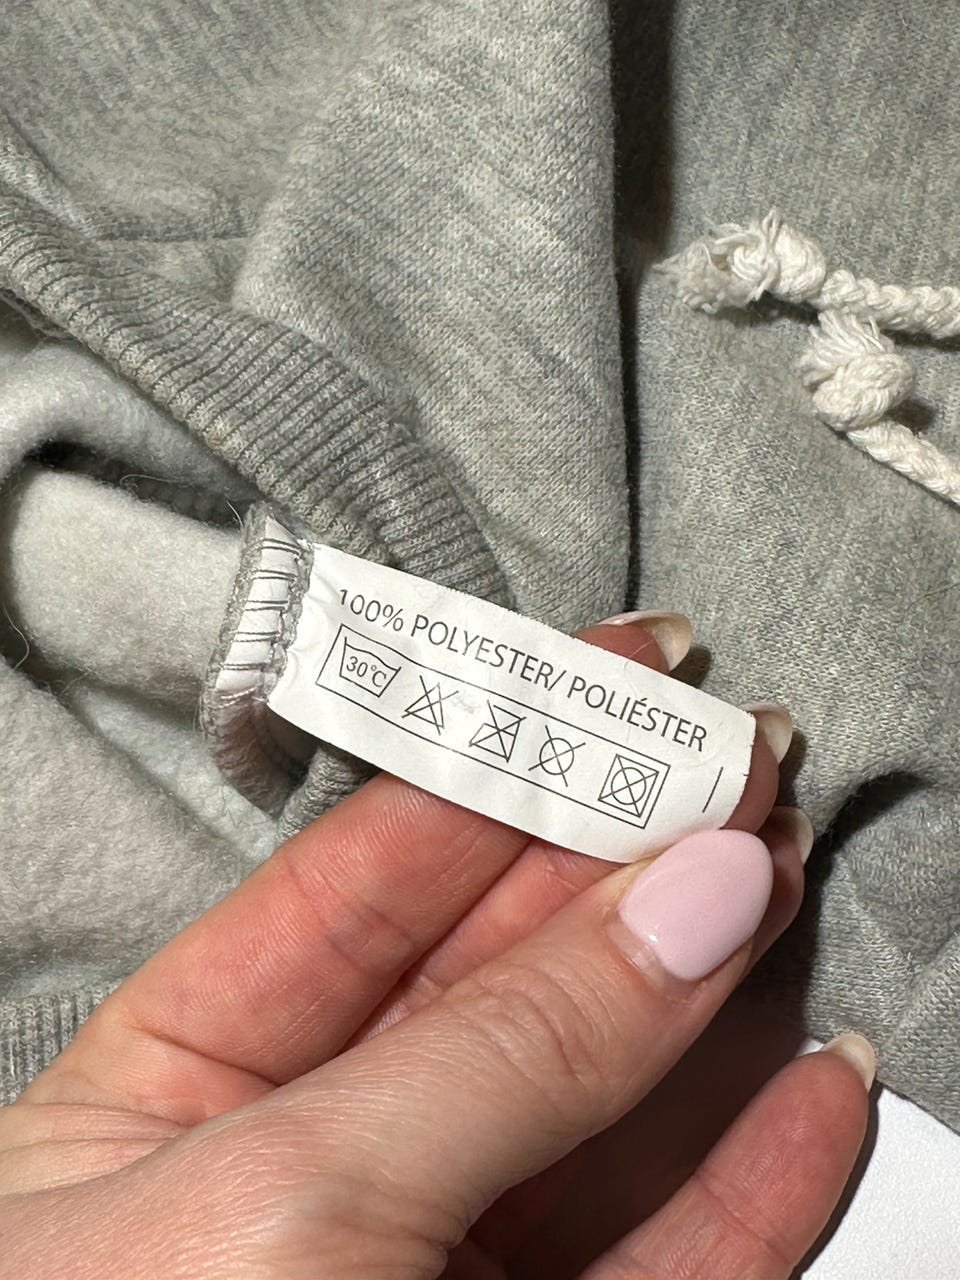 100% POLYESTER/ POLIÉSTER
30°C